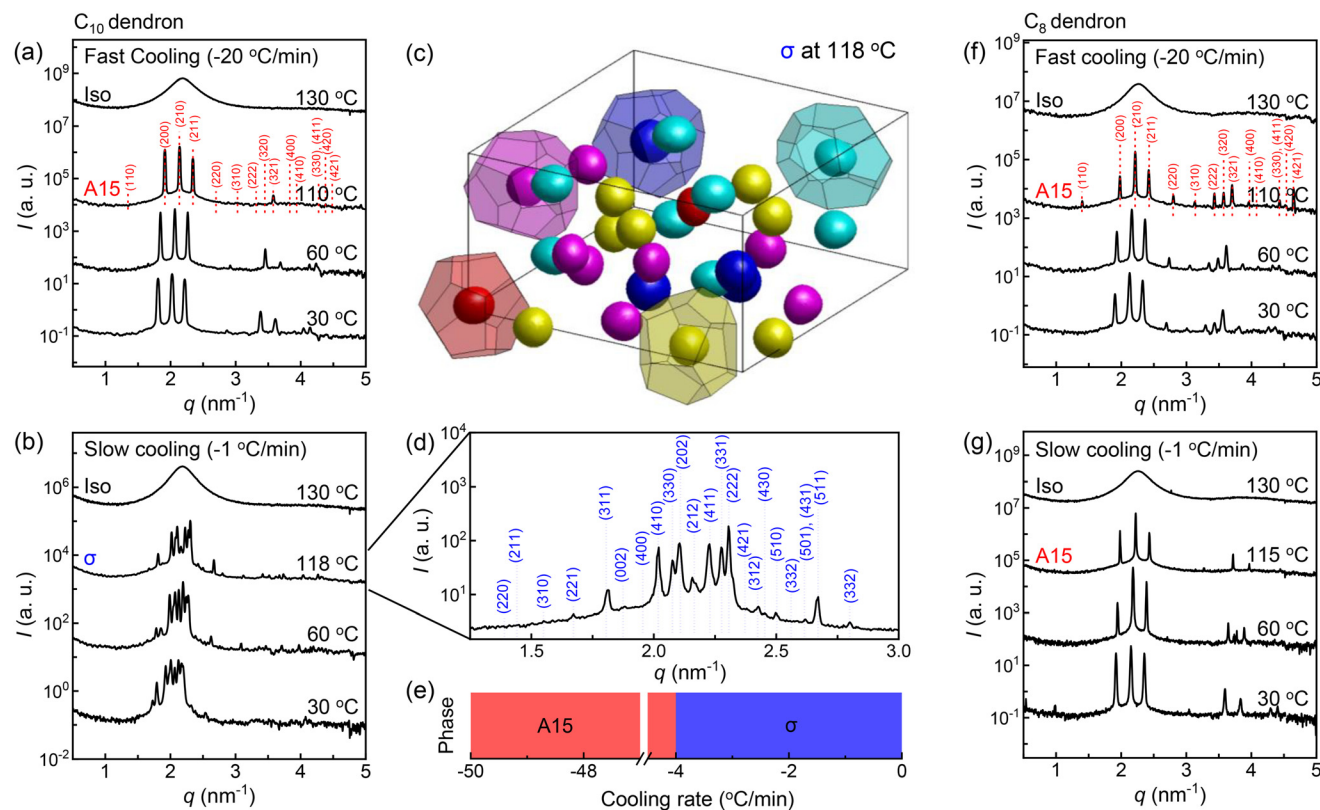 C10 dendron
(a)
Fast Cooling (-20 °C/min)
Iso
130 °C
(110)
(200)
(210)
(211)
(220)
(310)
(222)
(320)
(321)
(400)
(410)
(330), (411)
(420)
(421)
A15
110 °C
60 °C
30 °C
10^9
10^7
10^5
10^3
10^1
10^-1
I (a. u.)
1
2
3
4
5
q (nm^-1)
(b)
Slow cooling (-1 °C/min)
Iso
130 °C
σ
118 °C
60 °C
30 °C
10^6
10^4
10^2
10^0
10^-2
I (a. u.)
1
2
3
4
5
q (nm^-1)
(c)
σ at 118 °C
(d)
10^4
10^3
10^2
10^1
I (a. u.)
(220)
(211)
(310)
(221)
(311)
(002)
(400)
(410)
(330)
(202)
(212)
(411)
(331)
(222)
(421)
(312)
(430)
(510)
(332)
(501), (431)
(511)
(332)
1.5
2.0
2.5
3.0
q (nm^-1)
(e)
Phase
A15
σ
-50
-48
-4
-2
0
Cooling rate (°C/min)
C8 dendron
(f)
Fast cooling (-20 °C/min)
Iso
130 °C
(110)
(200)
(210)
(211)
(220)
(310)
(222)
(320)
(321)
(400)
(410)
(330), (411)
(420)
(421)
A15
110 °C
60 °C
30 °C
10^9
10^7
10^5
10^3
10^1
10^-1
I (a. u.)
1
2
3
4
5
q (nm^-1)
(g)
Slow cooling (-1 °C/min)
Iso
130 °C
A15
115 °C
60 °C
30 °C
10^9
10^7
10^5
10^3
10^1
10^-1
I (a. u.)
1
2
3
4
5
q (nm^-1)